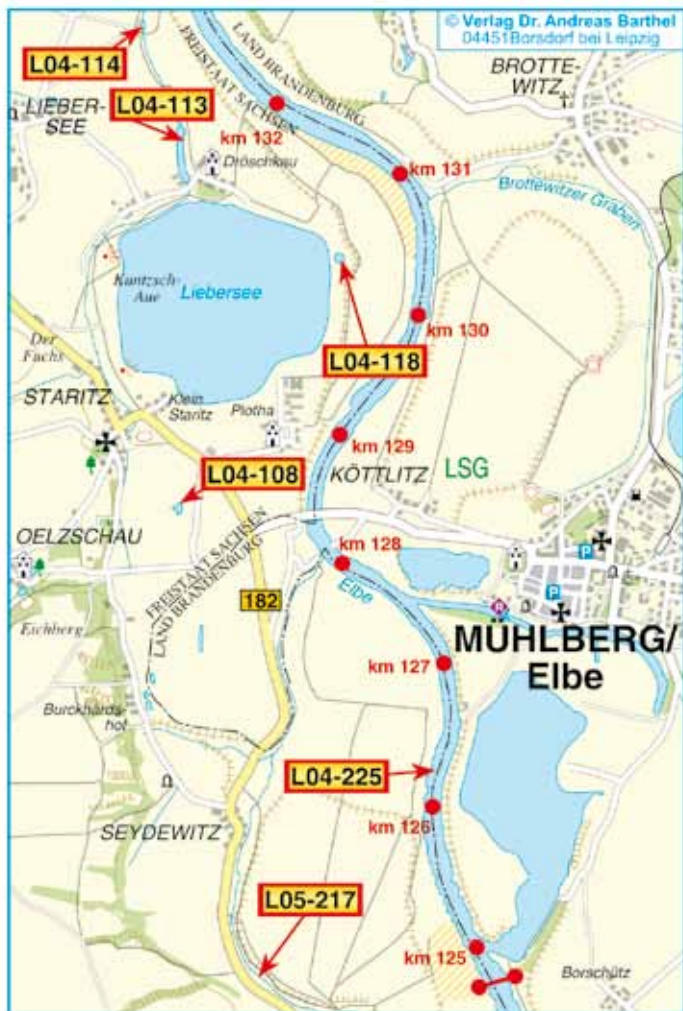 © Verlag Dr. Andreas Barthel
04451Borsdorf bei Leipzig
L04-114
LAND BRANDENBURG
FREISTAAT SACHSEN
BROTTE-
WITZ
L04-113
LIEBER-
SEE
km 132
Dröschkau
km 131
Brottewitzer Graben
Kuntzsch-
Aue
Liebersee
km 130
Der
Fuchs
L04-118
STARITZ
Klein
Staritz
Plotha
km 129
KÖTTLITZ
LSG
L04-108
OELZSCHAU
FREISTAAT SACHSEN
LAND BRANDENBURG
km 128
P
Elbe
182
R
P
Eichberg
MÜHLBERG/
Elbe
km 127
Burckhards-
hof
L04-225
km 126
SEYDEWITZ
L05-217
km 125
Borschütz